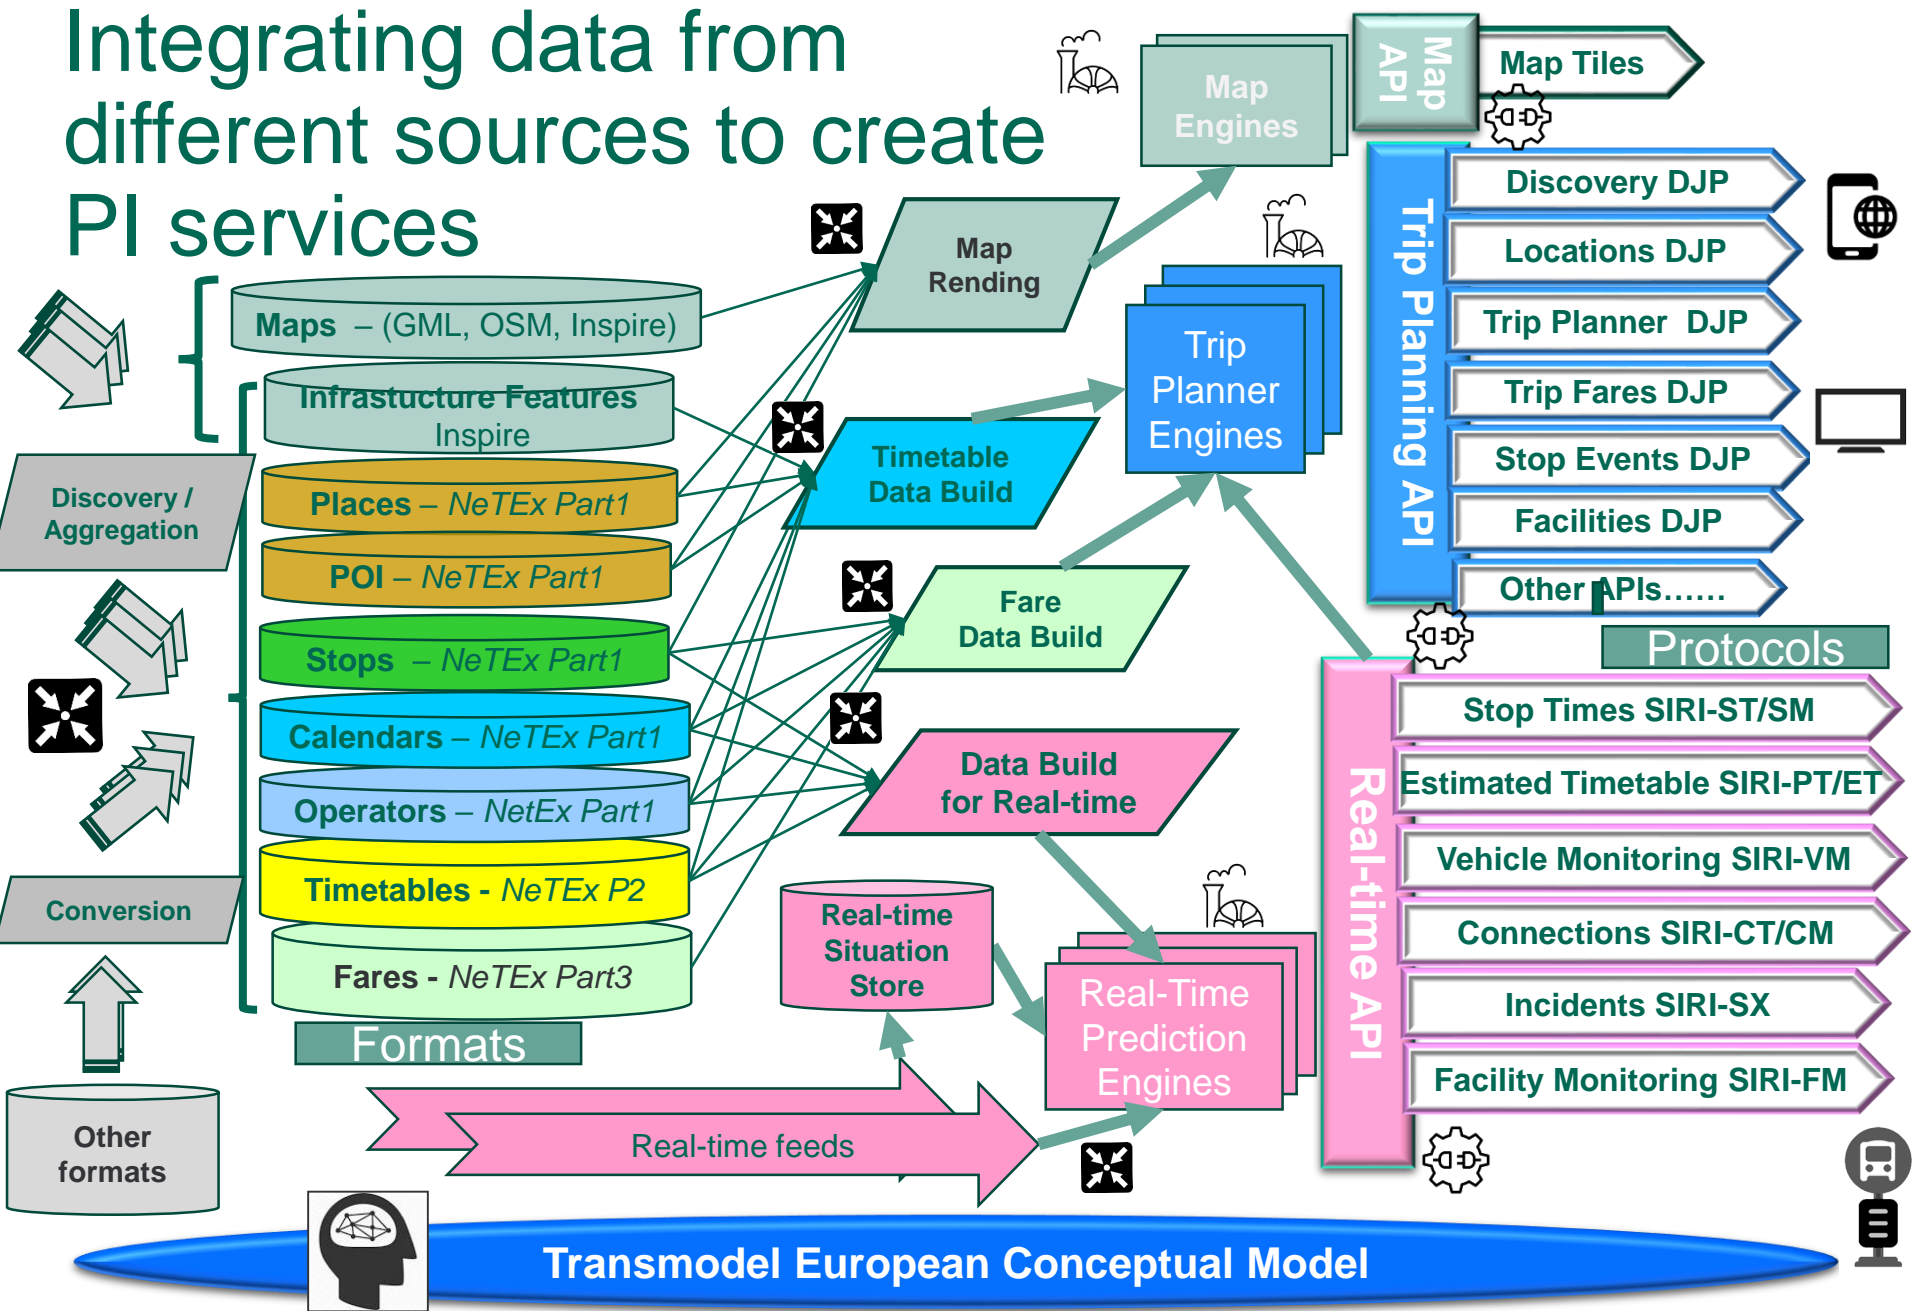 Integrating data from
different sources to create
PI services
Map
Engines
Map
API
Map Tiles
Discovery DJP
Locations DJP
Trip Planner DJP
Trip Fares DJP
Stop Events DJP
Facilities DJP
Other APIs......
Trip Planning API
Protocols
Map
Rending
Maps – (GML, OSM, Inspire)
Infrastucture Features
Inspire
Places – NeTEx Part1
POI – NeTEx Part1
Stops – NeTEx Part1
Calendars – NeTEx Part1
Operators – NetEx Part1
Timetables - NeTEx P2
Fares - NeTEx Part3
Formats
Discovery /
Aggregation
Conversion
Other
formats
Timetable
Data Build
Trip
Planner
Engines
Fare
Data Build
Data Build
for Real-time
Real-time
Situation
Store
Real-Time
Prediction
Engines
Real-time feeds
Real-time API
Stop Times SIRI-ST/SM
Estimated Timetable SIRI-PT/ET
Vehicle Monitoring SIRI-VM
Connections SIRI-CT/CM
Incidents SIRI-SX
Facility Monitoring SIRI-FM
Transmodel European Conceptual Model